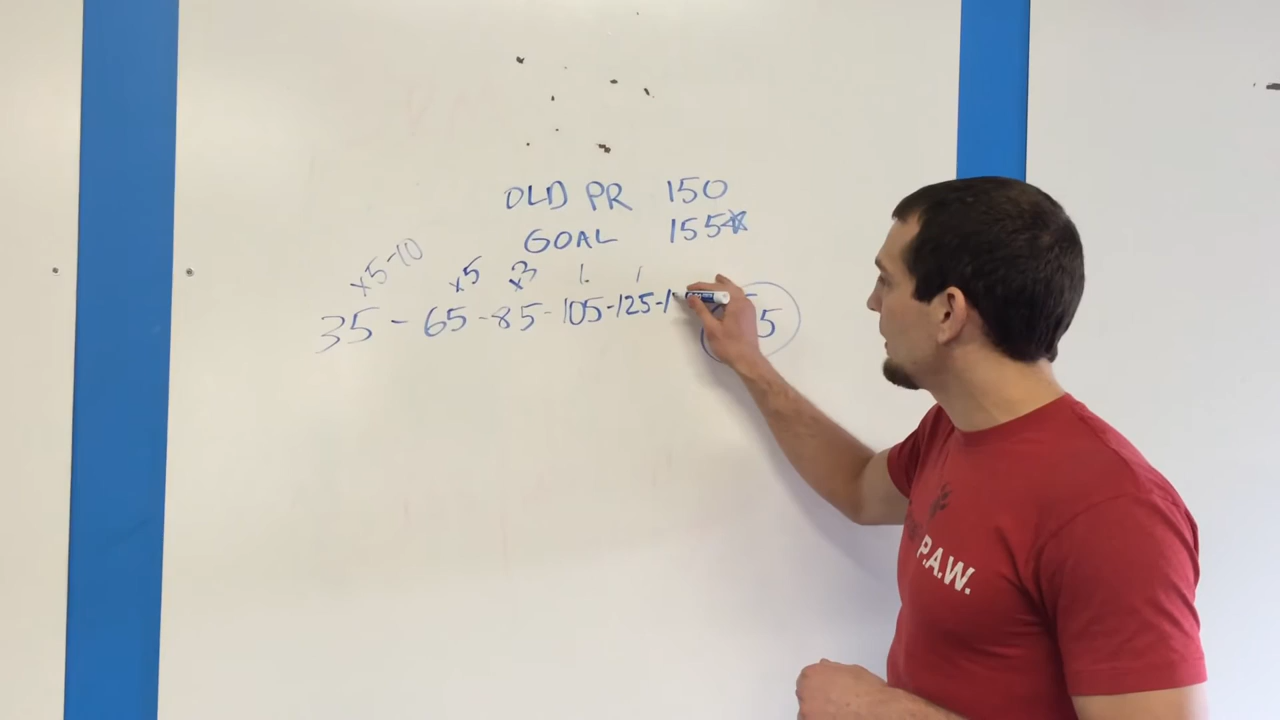 OLD PR 150
GOAL 155
x5-10 x5 x3 1 1
35 - 65 - 85 - 105 - 125 -
P.A.W.